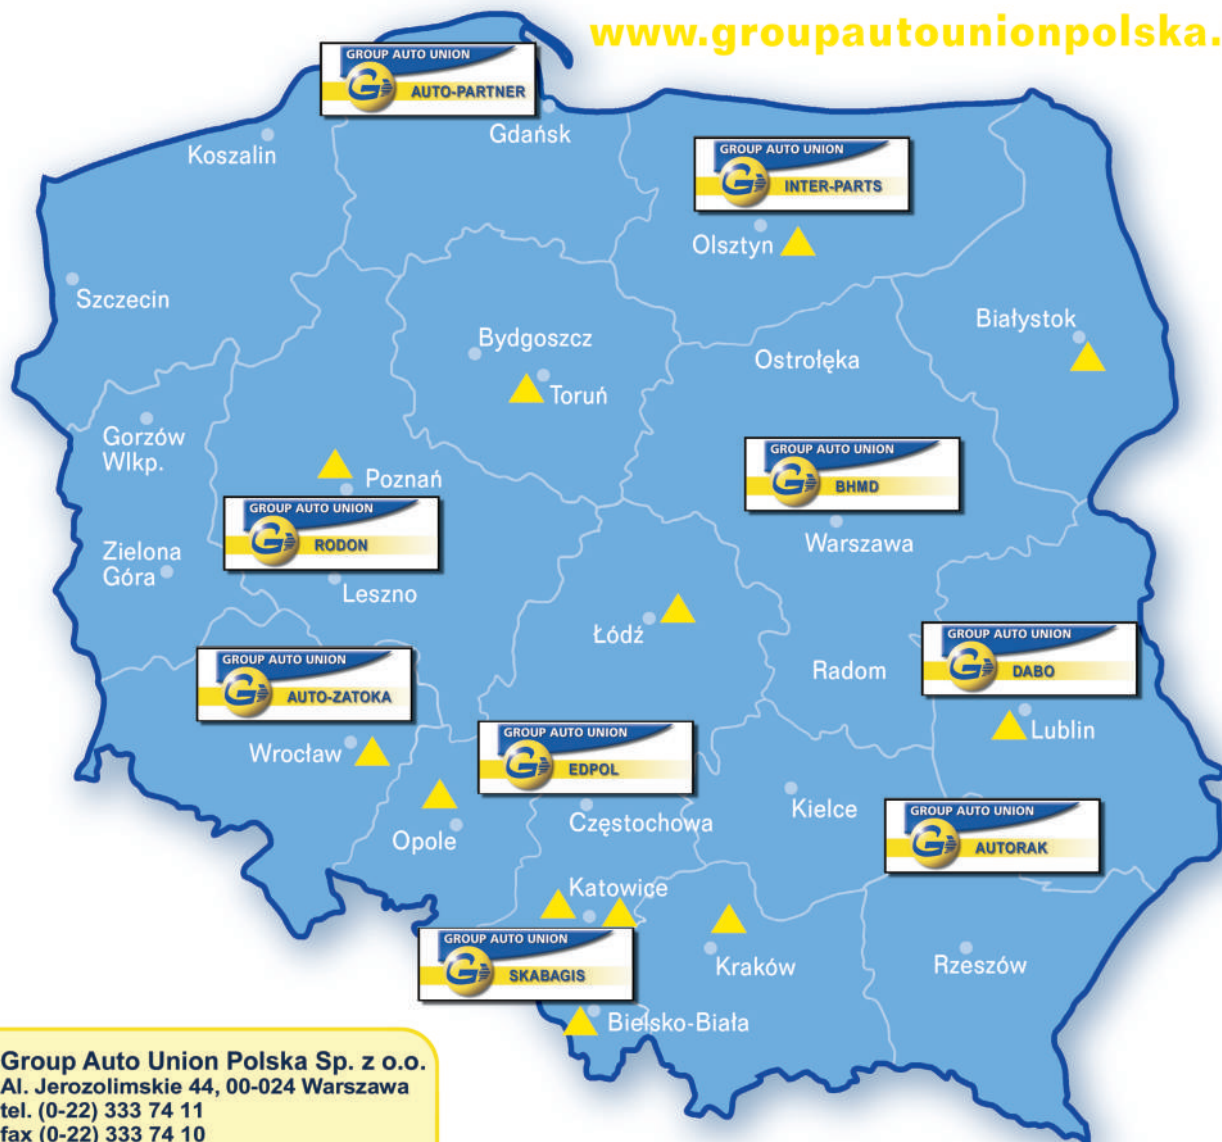 www.groupautounionpolska.
GROUP AUTO UNION
AUTO-PARTNER
Gdańsk
Koszalin
GROUP AUTO UNION
INTER-PARTS
Olsztyn
Szczecin
Białystok
Bydgoszcz
Toruń
Ostrołęka
Gorzów
Wlkp.
Poznań
GROUP AUTO UNION
BHMD
Warszawa
GROUP AUTO UNION
RODON
Zielona
Góra
Leszno
Łódź
Radom
GROUP AUTO UNION
DABO
Lublin
GROUP AUTO UNION
AUTO-ZATOKA
Wrocław
GROUP AUTO UNION
EDPOL
Częstochowa
Kielce
Opole
GROUP AUTO UNION
AUTORAK
Katowice
GROUP AUTO UNION
SKABAGIS
Kraków
Rzeszów
Bielsko-Biała
Group Auto Union Polska Sp. z o.o.
Al. Jerozolimskie 44, 00-024 Warszawa
tel. (0-22) 333 74 11
fax (0-22) 333 74 10